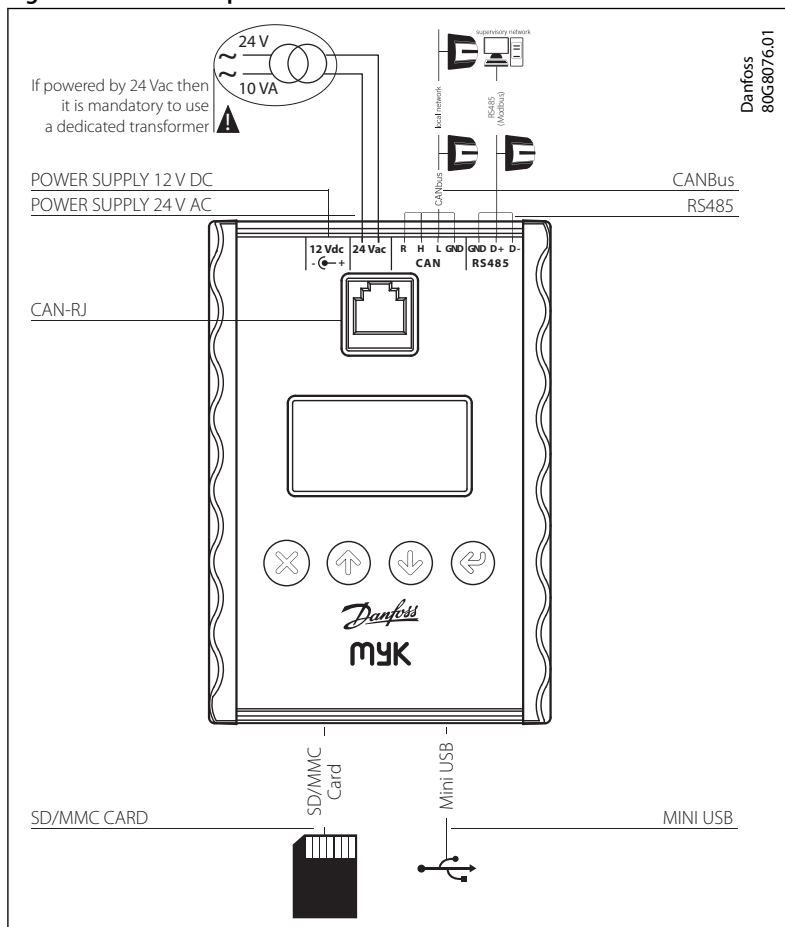 24 V
~
~
10 VA
If powered by 24 Vac then
it is mandatory to use
a dedicated transformer
supervisory network
local network
RS485
(Modbus)
CANbus
Danfoss
80G8076.01
POWER SUPPLY 12 V DC
POWER SUPPLY 24 V AC
CANBus
RS485
12 Vdc
- +
24 Vac
R H L GND
CAN
GND D+ D-
RS485
CAN-RJ
Danfoss
MYK
SD/MMC
Card
Mini USB
SD/MMC CARD
MINI USB